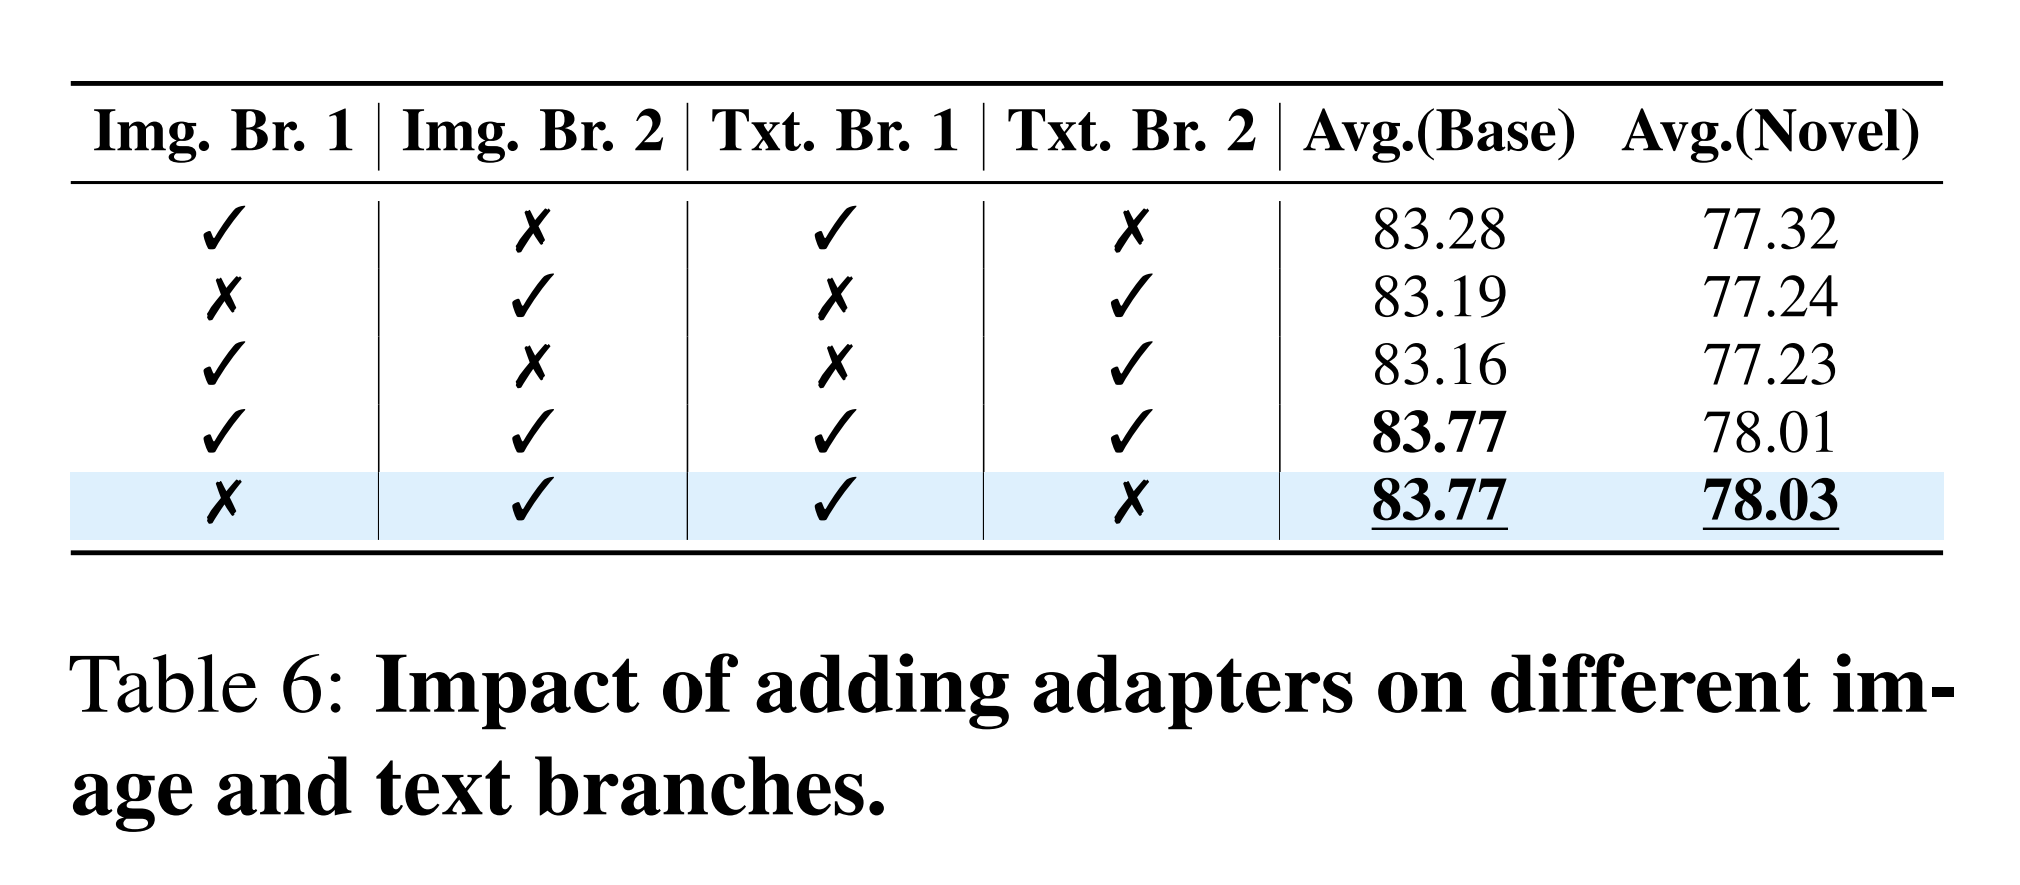 Img. Br. 1 Img. Br. 2 Txt. Br. 1 Txt. Br. 2 Avg.(Base) Avg.(Novel)
✓ ✗ ✓ ✗ 83.28 77.32
✗ ✓ ✗ ✓ 83.19 77.24
✓ ✗ ✗ ✓ 83.16 77.23
✓ ✓ ✓ ✓ 83.77 78.01
✗ ✓ ✓ ✗ 83.77 78.03
Table 6: Impact of adding adapters on different im-
age and text branches.